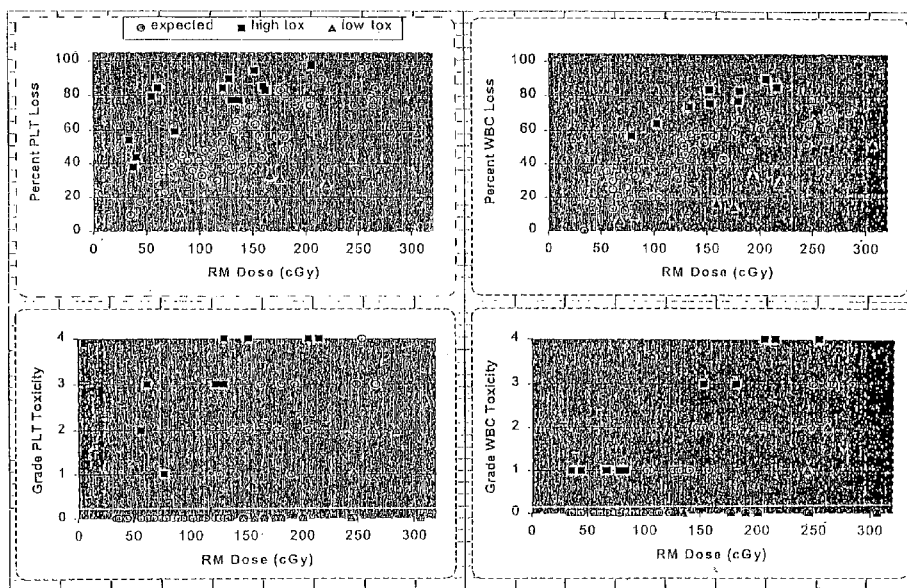 expected high tox low tox
Percent PLT Loss
100
80
60
40
20
0
0 50 100 150 200 250 300
RM Dose (cGy)
Percent WBC Loss
100
80
60
40
20
0
0 50 100 150 200 250 300
RM Dose (cGy)
Grade PLT Toxicity
4
3
2
1
0
0 50 100 150 200 250 300
RM Dose (cGy)
Grade WBC Toxicity
4
3
2
1
0
0 50 100 150 200 250 300
RM Dose (cGy)